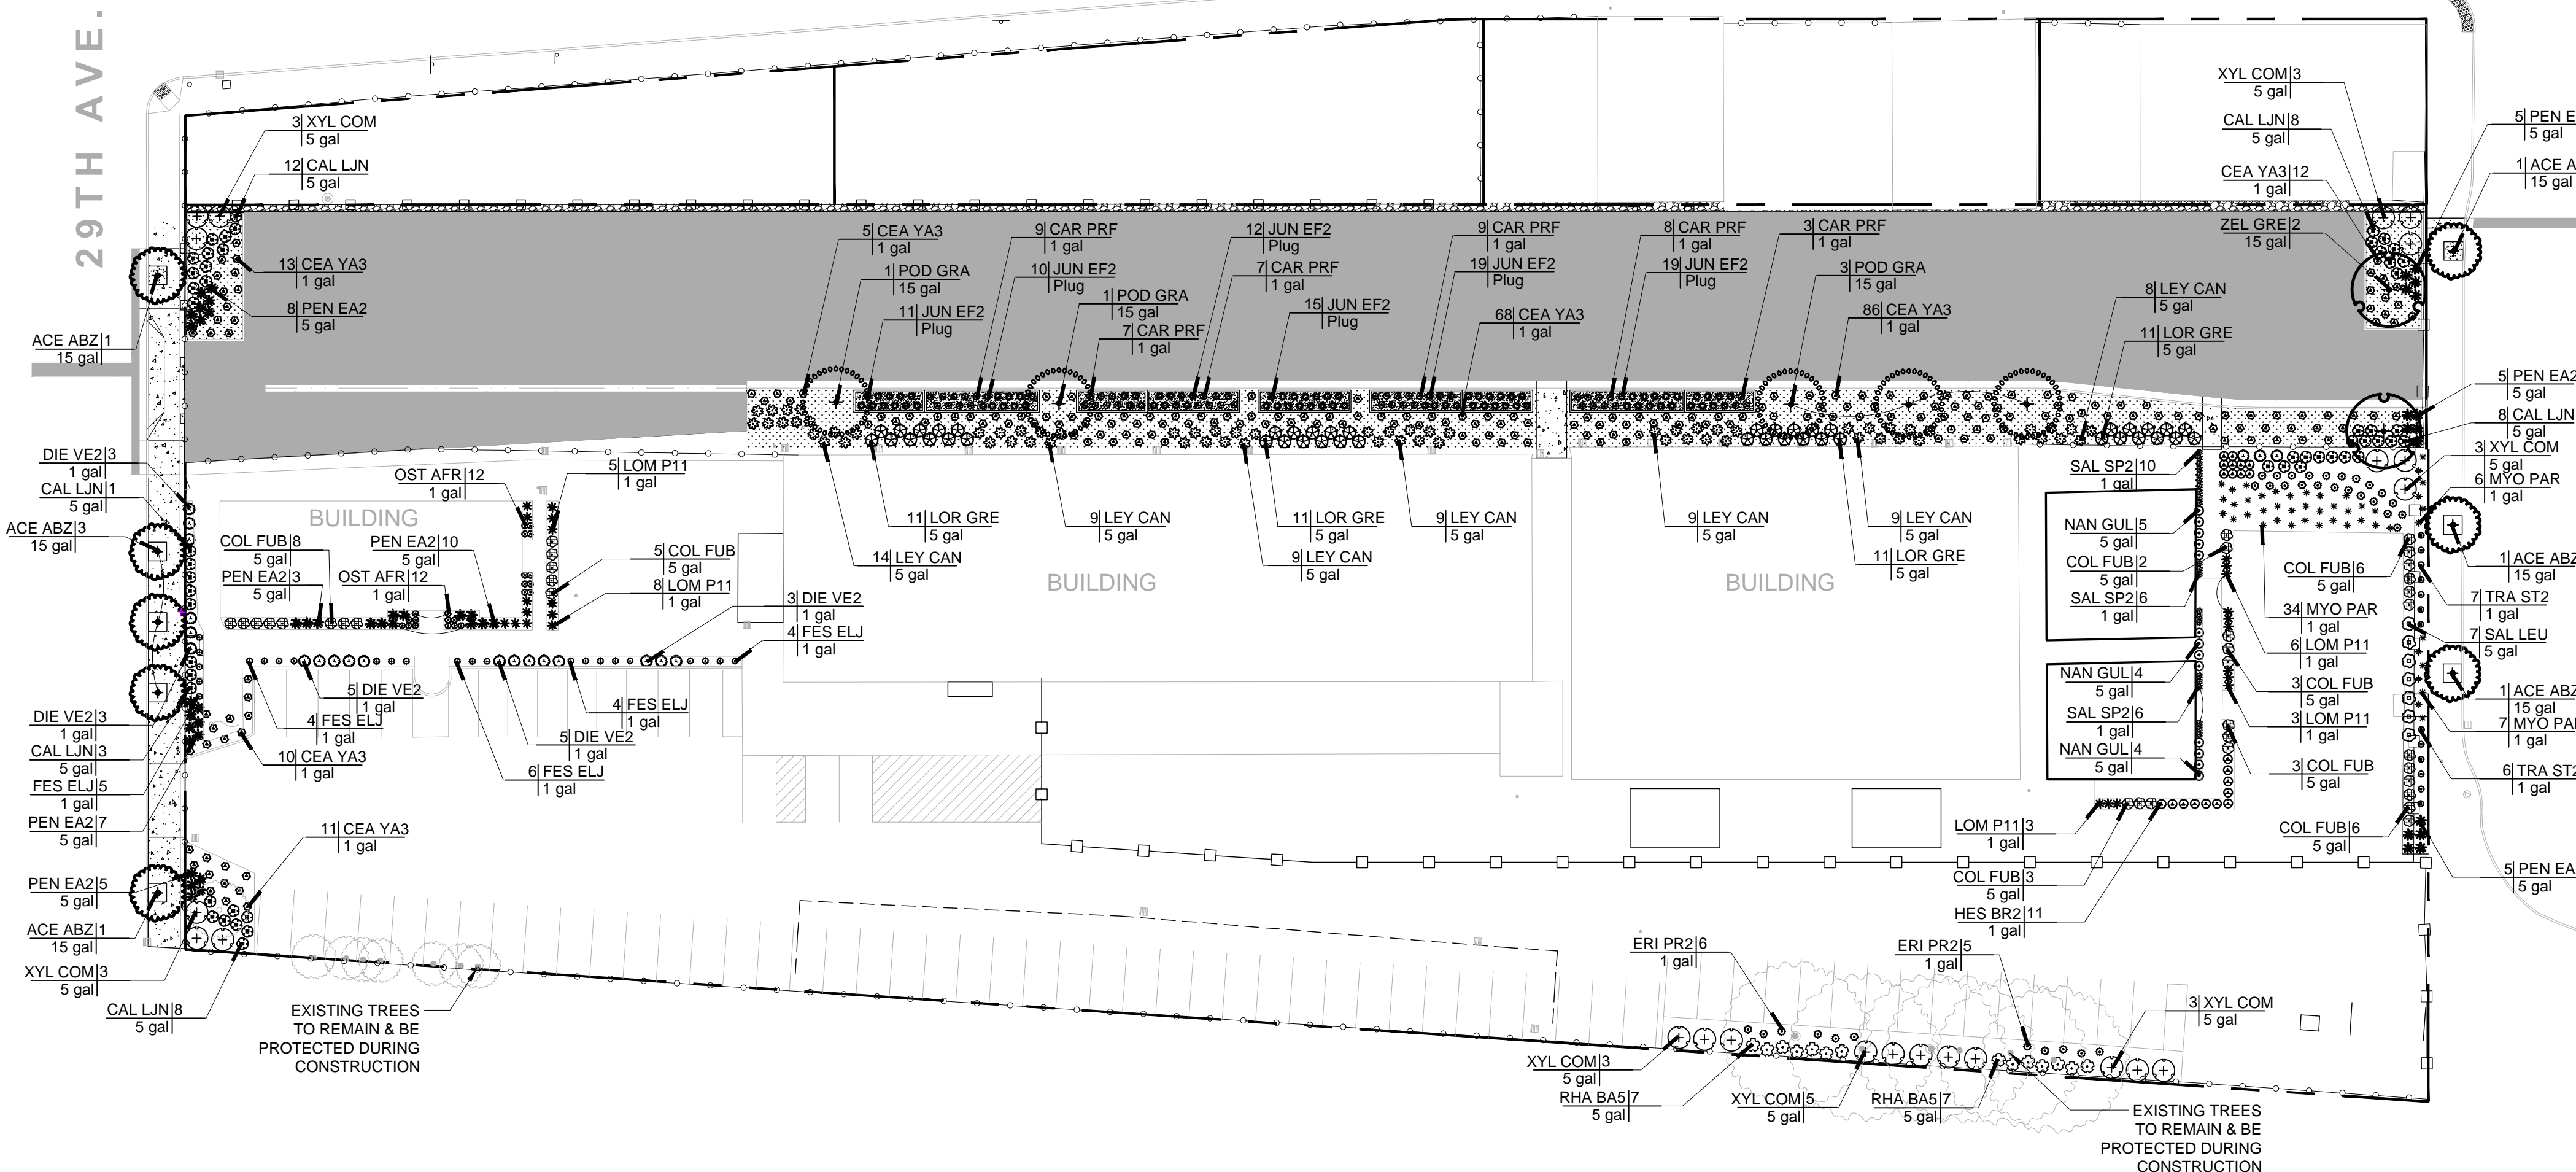 29TH AVE.
3 XYL COM
5 gal
12 CAL LJN
5 gal
13 CEA YA3
1 gal
8 PEN EA2
5 gal
ACE ABZ 1
15 gal
5 CEA YA3
1 gal
1 POD GRA
15 gal
11 JUN EF2
Plug
9 CAR PRF
1 gal
10 JUN EF2
Plug
1 POD GRA
15 gal
7 CAR PRF
1 gal
12 JUN EF2
Plug
7 CAR PRF
1 gal
15 JUN EF2
Plug
9 CAR PRF
1 gal
19 JUN EF2
Plug
68 CEA YA3
1 gal
8 CAR PRF
1 gal
19 JUN EF2
Plug
3 CAR PRF
1 gal
3 POD GRA
15 gal
86 CEA YA3
1 gal
8 LEY CAN
5 gal
11 LOR GRE
5 gal
XYL COM 3
5 gal
CAL LJN 8
5 gal
CEA YA3 12
1 gal
ZEL GRE 2
15 gal
5 PEN E
5 gal
1 ACE A
15 gal
5 PEN EA2
5 gal
8 CAL LJN
5 gal
3 XYL COM
5 gal
6 MYO PAR
1 gal
DIE VE2 3
1 gal
CAL LJN 1
5 gal
ACE ABZ 3
15 gal
BUILDING
OST AFR 12
1 gal
5 LOM P11
1 gal
COL FUB 8
5 gal
PEN EA2 3
5 gal
PEN EA2 10
5 gal
OST AFR 12
1 gal
5 COL FUB
5 gal
8 LOM P11
1 gal
3 DIE VE2
1 gal
4 FES ELJ
1 gal
11 LOR GRE
5 gal
14 LEY CAN
5 gal
9 LEY CAN
5 gal
11 LOR GRE
5 gal
9 LEY CAN
5 gal
9 LEY CAN
5 gal
9 LEY CAN
5 gal
9 LEY CAN
5 gal
11 LOR GRE
5 gal
BUILDING
BUILDING
SAL SP2 10
1 gal
NAN GUL 5
5 gal
COL FUB 2
5 gal
SAL SP2 6
1 gal
NAN GUL 4
5 gal
SAL SP2 6
1 gal
NAN GUL 4
5 gal
COL FUB 6
5 gal
34 MYO PAR
1 gal
6 LOM P11
1 gal
3 COL FUB
5 gal
3 LOM P11
1 gal
3 COL FUB
5 gal
1 ACE ABZ
15 gal
7 TRA ST2
1 gal
7 SAL LEU
5 gal
1 ACE ABZ
15 gal
7 MYO PA
1 gal
6 TRA ST2
1 gal
COL FUB 6
5 gal
5 PEN EA
5 gal
5 DIE VE2
1 gal
4 FES ELJ
1 gal
10 CEA YA3
1 gal
4 FES ELJ
1 gal
5 DIE VE2
1 gal
6 FES ELJ
1 gal
DIE VE2 3
1 gal
CAL LJN 3
5 gal
FES ELJ 5
1 gal
PEN EA2 7
5 gal
11 CEA YA3
1 gal
PEN EA2 5
5 gal
ACE ABZ 1
15 gal
XYL COM 3
5 gal
CAL LJN 8
5 gal
EXISTING TREES
TO REMAIN & BE
PROTECTED DURING
CONSTRUCTION
LOM P11 3
1 gal
COL FUB 3
5 gal
HES BR2 11
1 gal
ERI PR2 6
1 gal
ERI PR2 5
1 gal
3 XYL COM
5 gal
XYL COM 3
5 gal
RHA BA5 7
5 gal
XYL COM 5
5 gal
RHA BA5 7
5 gal
EXISTING TREES
TO REMAIN & BE
PROTECTED DURING
CONSTRUCTION